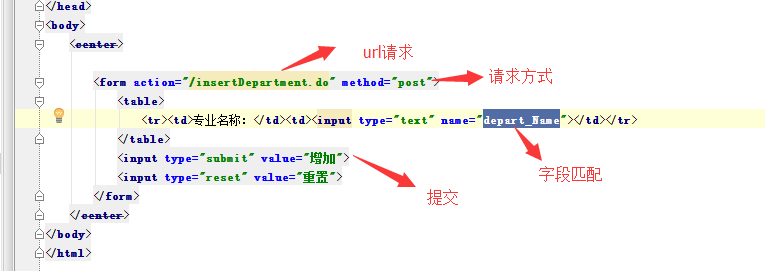 </head>
<body>
<center>
url请求
<form action="/insertDepartment.do" method="post">
请求方式
<table>
<tr><td>专业名称: </td><td><input type="text" name="depart_Name"></td></tr>
</table>
<input type="submit" value="增加">
字段匹配
<input type="reset" value="重置">
提交
</form>
</center>
</body>
</html>